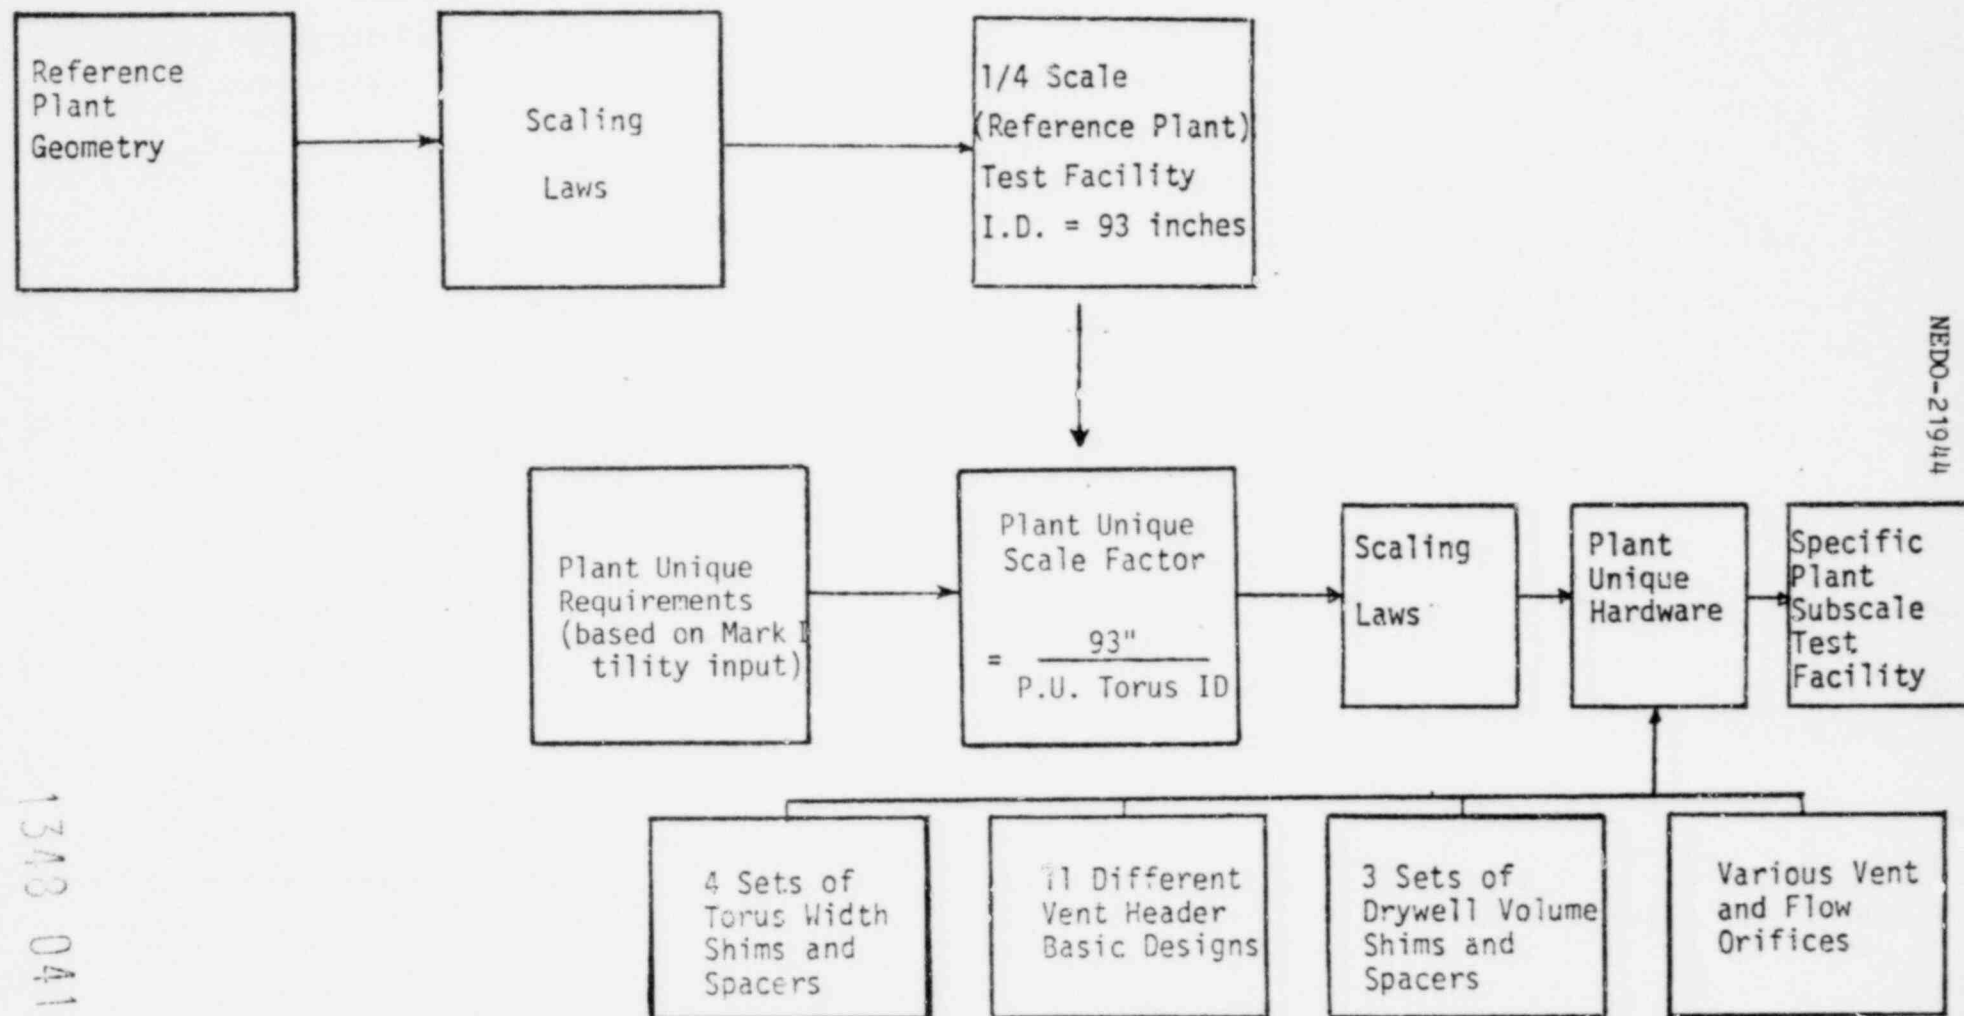 Reference
Plant
Geometry
Scaling
Laws
1/4 Scale
(Reference Plant)
Test Facility
I.D. = 93 inches
NEDO-21944
Plant Unique
Requirements
(based on Mark I
tility input)
Plant Unique
Scale Factor
= 93"
P.U. Torus ID
Scaling
Laws
Plant
Unique
Hardware
Specific
Plant
Subscale
Test
Facility
4 Sets of
Torus Width
Shims and
Spacers
11 Different
Vent Header
Basic Designs
3 Sets of
Drywell Volume
Shims and
Spacers
Various Vent
and Flow
Orifices
1348 041